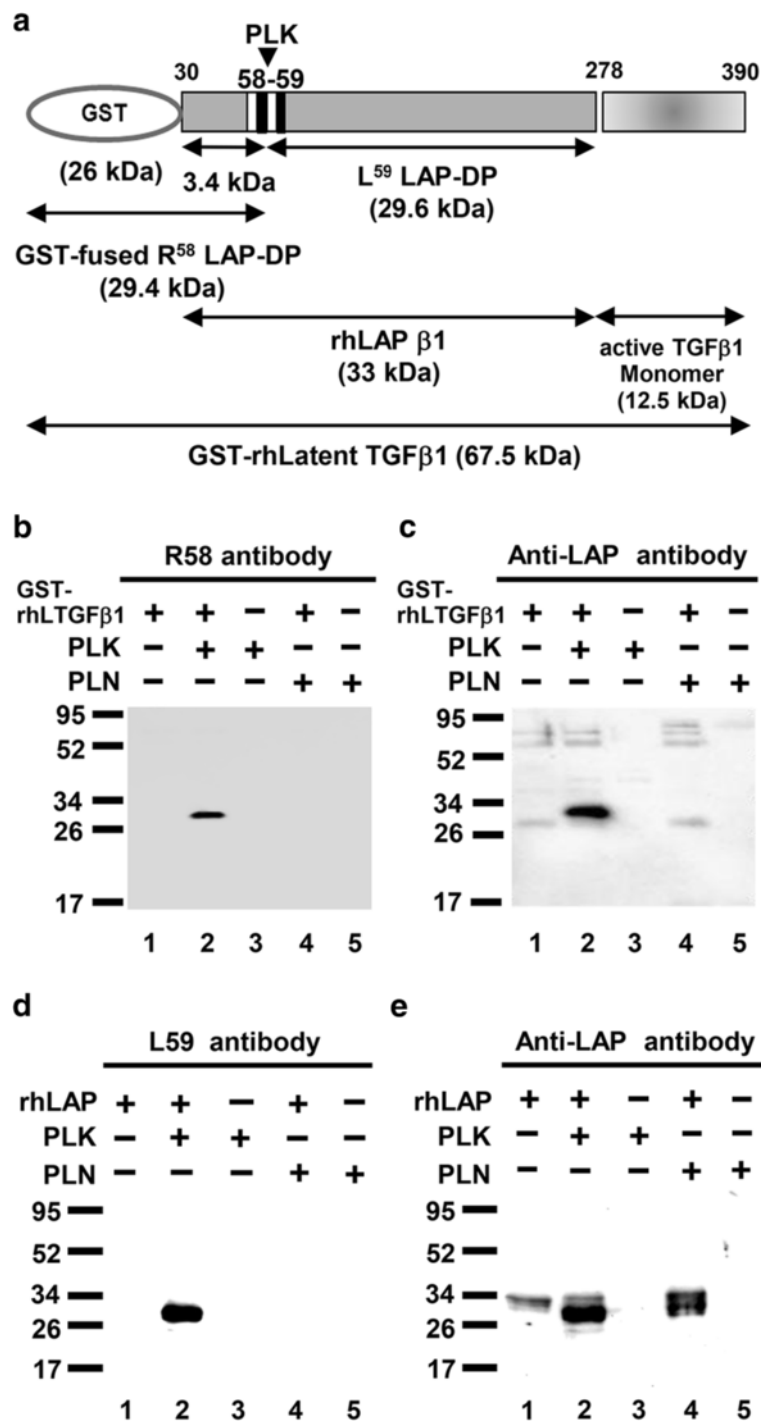 a
PLK
30 58-59 278 390
GST
(26 kDa) 3.4 kDa L⁵⁹ LAP-DP
(29.6 kDa)
GST-fused R⁵⁸ LAP-DP
(29.4 kDa)
rhLAP β1
(33 kDa)
active TGFβ1
Monomer
(12.5 kDa)
GST-rhLatent TGFβ1 (67.5 kDa)
b
R58 antibody
GST-
rhLTGFβ1 + + − + −
PLK − + + − −
PLN − − − + +
95
52
34
26
17
1 2 3 4 5
c
Anti-LAP antibody
GST-
rhLTGFβ1 + + − + −
PLK − + + − −
PLN − − − + +
95
52
34
26
17
1 2 3 4 5
d
L59 antibody
rhLAP + + − + −
PLK − + + − −
PLN − − − + +
95
52
34
26
17
1 2 3 4 5
e
Anti-LAP antibody
rhLAP + + − + −
PLK − + + − −
PLN − − − + +
95
52
34
26
17
1 2 3 4 5